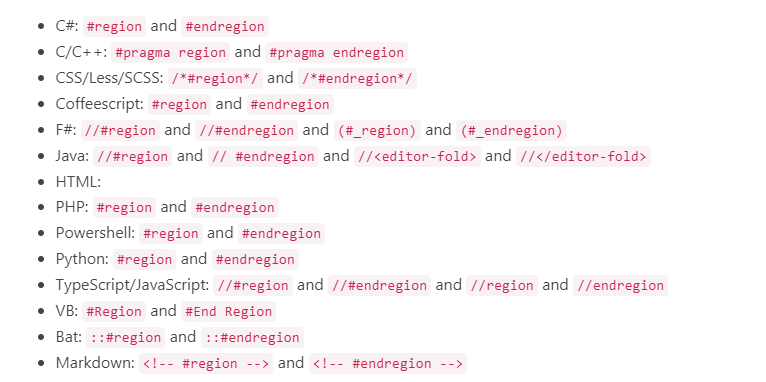 C#: #region and #endregion
C/C++: #pragma region and #pragma endregion
CSS/Less/SCSS: /*#region*/ and /*#endregion*/
Coffeescript: #region and #endregion
F#: //#region and //#endregion and (#_region) and (#_endregion)
Java: //#region and // #endregion and //<editor-fold> and //</editor-fold>
HTML:
PHP: #region and #endregion
Powershell: #region and #endregion
Python: #region and #endregion
TypeScript/JavaScript: //#region and //#endregion and //region and //endregion
VB: #Region and #End Region
Bat: ::#region and ::#endregion
Markdown: <!-- #region --> and <!-- #endregion -->